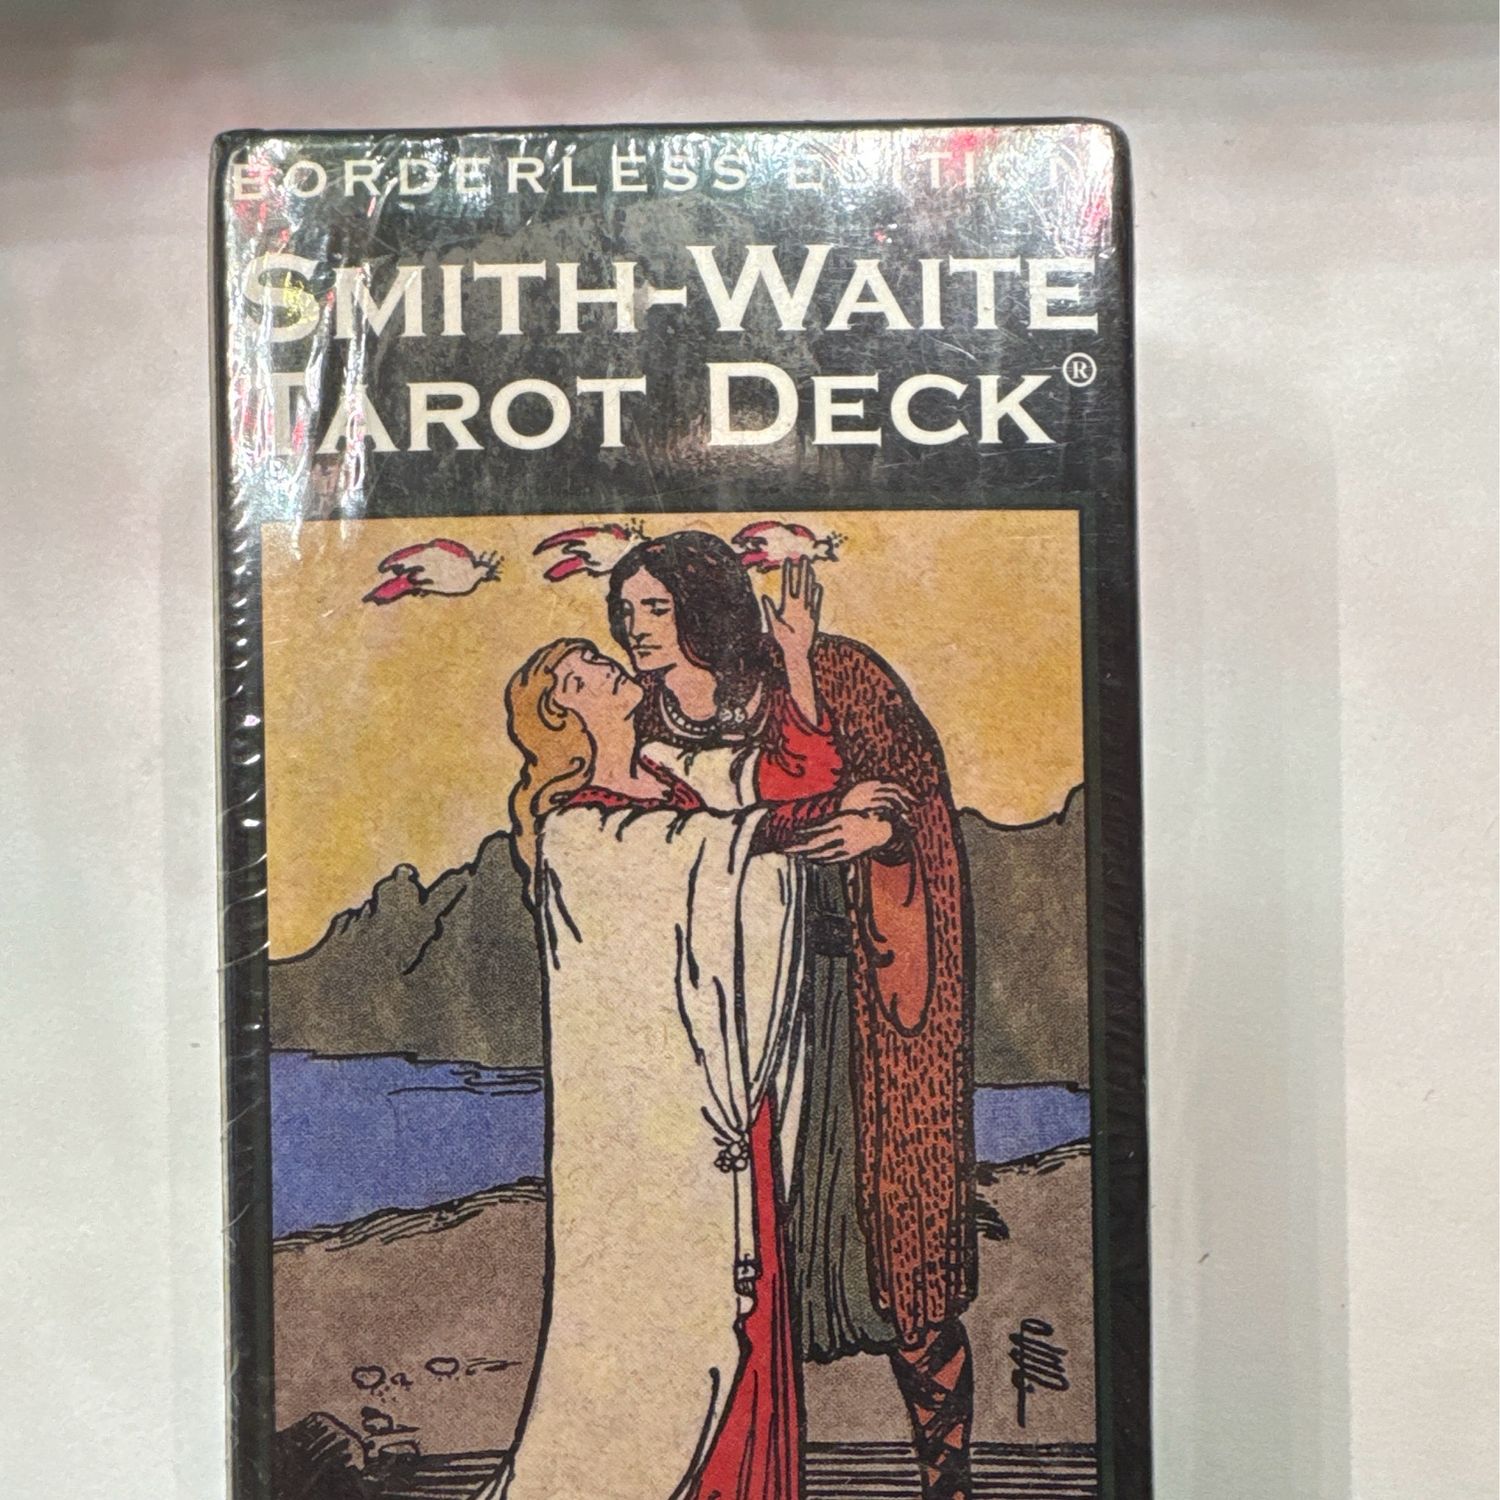 BORDERLESS EDITION
SMITH-WAITE
TAROT DECK®